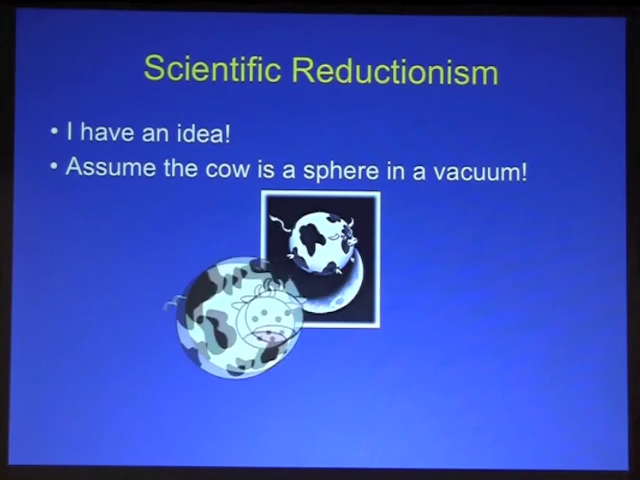 Scientific Reductionism
• I have an idea!
• Assume the cow is a sphere in a vacuum!